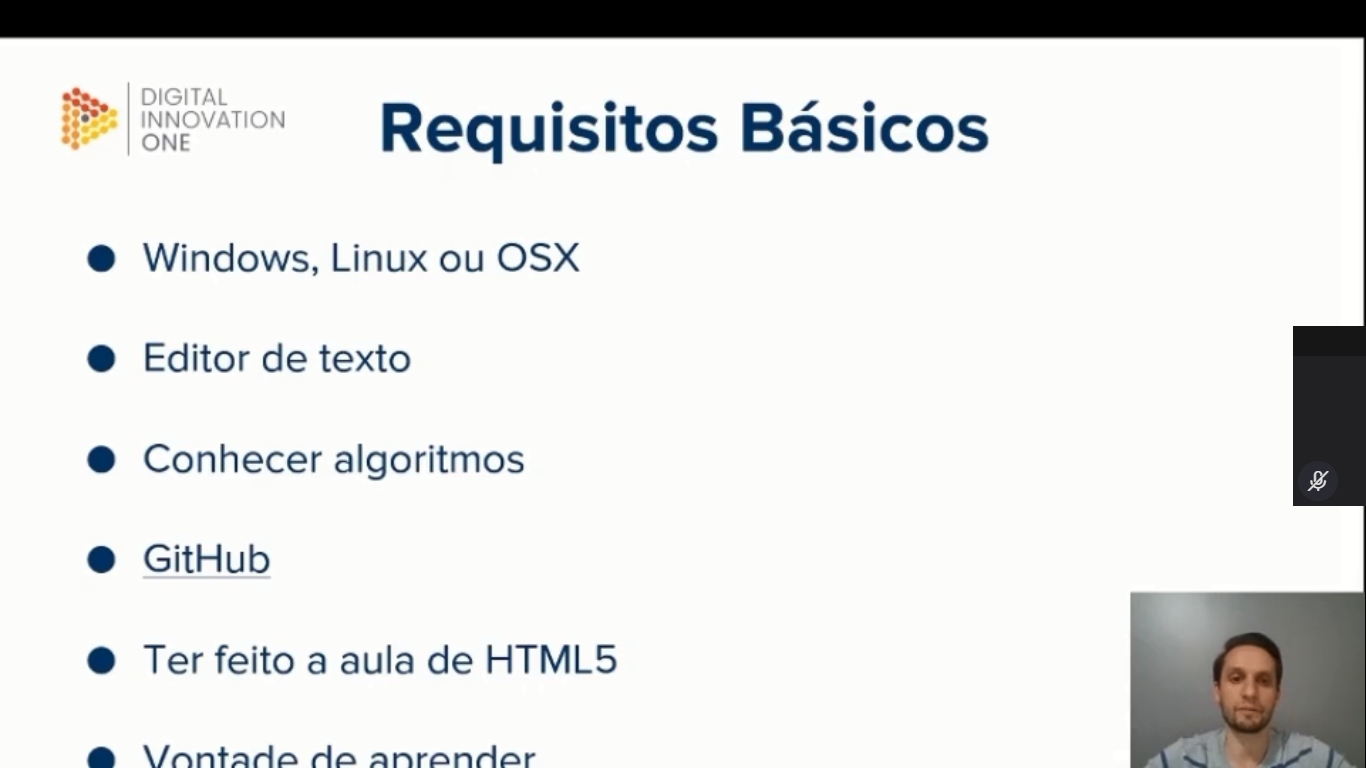 DIGITAL
INNOVATION
ONE
Requisitos Básicos
Windows, Linux ou OSX
Editor de texto
Conhecer algoritmos
GitHub
Ter feito a aula de HTML5
Vontade de aprender